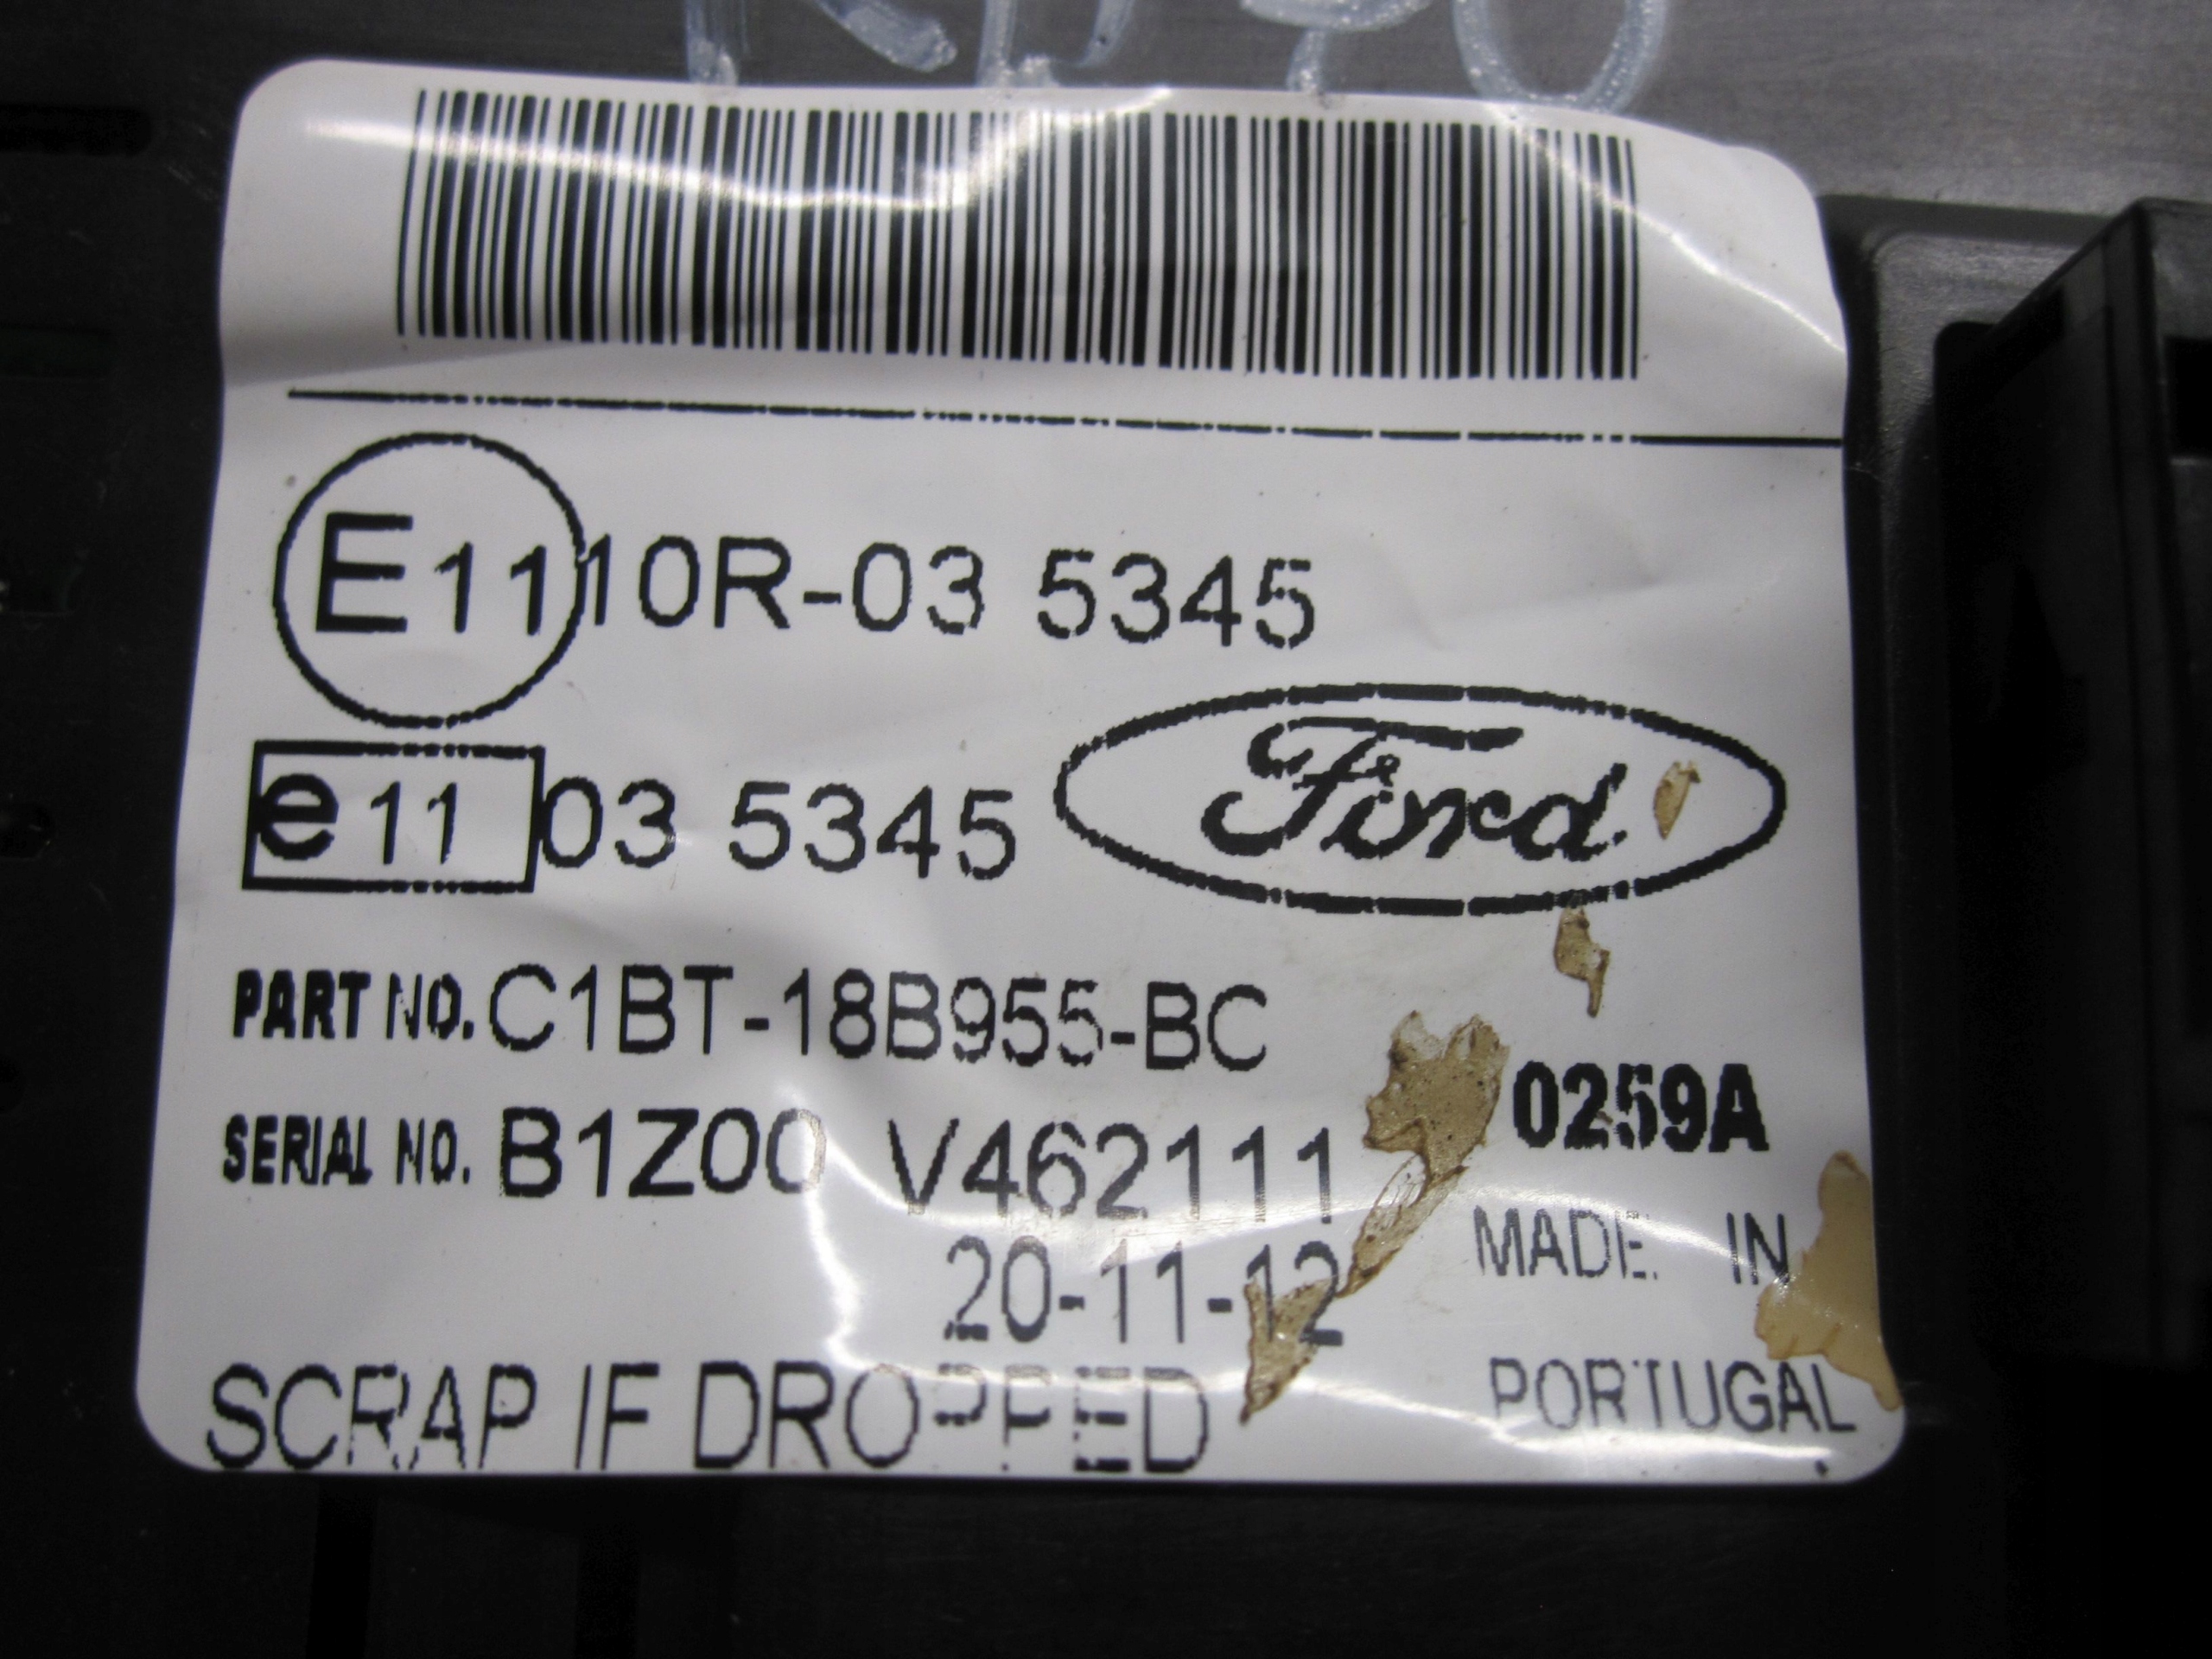 E11 10R-03 5345
e11 03 5345
Ford
PART NO. C1BT-18B955-BC
0259A
SERIAL NO. B1Z00 V462111
MADE IN
20-11-12
PORTUGAL
SCRAP IF DROPPED